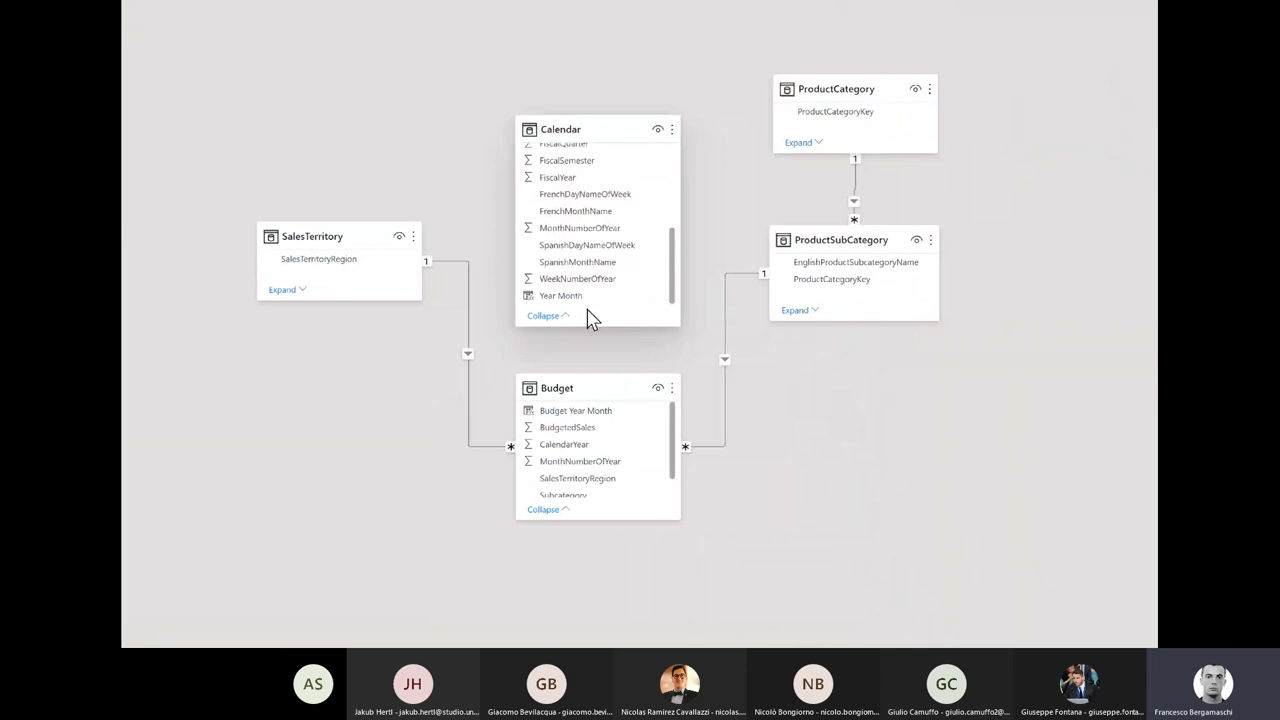 ProductCategory
ProductCategoryKey
Expand
1
*
Calendar
FiscalQuarter
FiscalSemester
FiscalYear
FrenchDayNameOfWeek
FrenchMonthName
MonthNumberOfYear
SpanishDayNameOfWeek
SpanishMonthName
WeekNumberOfYear
Year Month
Collapse
SalesTerritory
SalesTerritoryRegion
Expand
1
*
ProductSubCategory
EnglishProductSubcategoryName
ProductCategoryKey
Expand
1
*
Budget
Budget Year Month
BudgetedSales
CalendarYear
MonthNumberOfYear
SalesTerritoryRegion
Subcategory
Collapse
AS
JH
GB
NB
GC
Jakub Hertl - jakub.hertl@studio.un...
Giacomo Bevilacqua - giacomo.bevi...
Nicolas Ramirez Cavallazzi - nicolas...
Nicolò Bongiorno - nicolo.bongiorn...
Giulio Camuffo - giulio.camuffo2@...
Giuseppe Fontana - giuseppe.fonta...
Francesco Bergamaschi